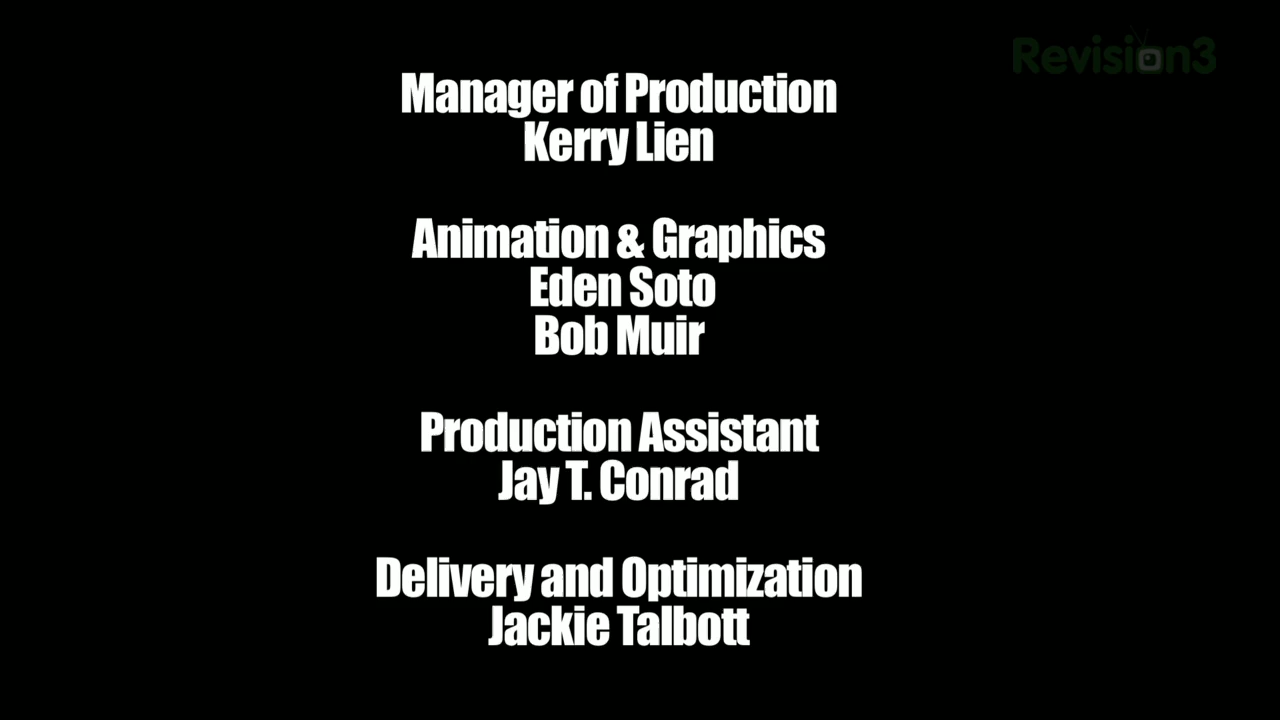 Revision3
Manager of Production
Kerry Lien
Animation & Graphics
Eden Soto
Bob Muir
Production Assistant
Jay T. Conrad
Delivery and Optimization
Jackie Talbott